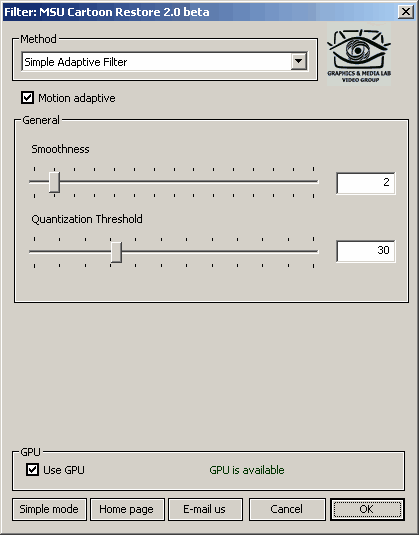 Filter: MSU Cartoon Restore 2.0 beta
Method
Simple Adaptive Filter
GRAPHICS & MEDIA LAB
VIDEO GROUP
Motion adaptive
General
Smoothness
2
Quantization Threshold
30
GPU
Use GPU
GPU is available
Simple mode
Home page
E-mail us
Cancel
OK